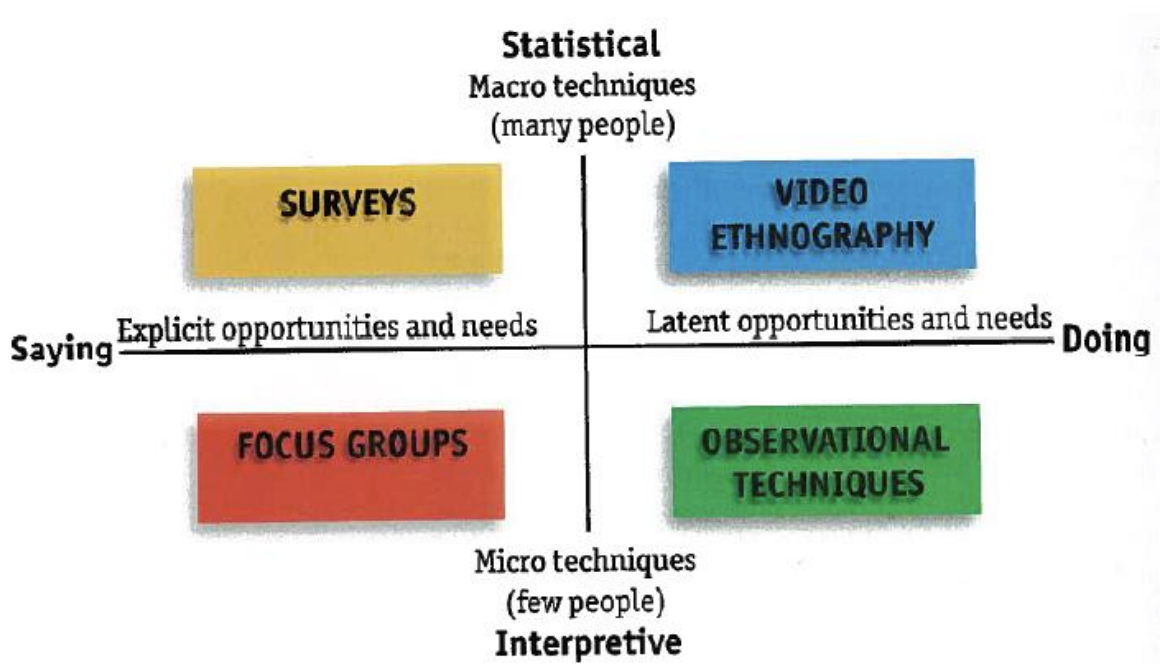 Statistical
Macro techniques
(many people)
SURVEYS
VIDEO
ETHNOGRAPHY
Explicit opportunities and needs
Latent opportunities and needs
Saying
Doing
FOCUS GROUPS
OBSERVATIONAL
TECHNIQUES
Micro techniques
(few people)
Interpretive